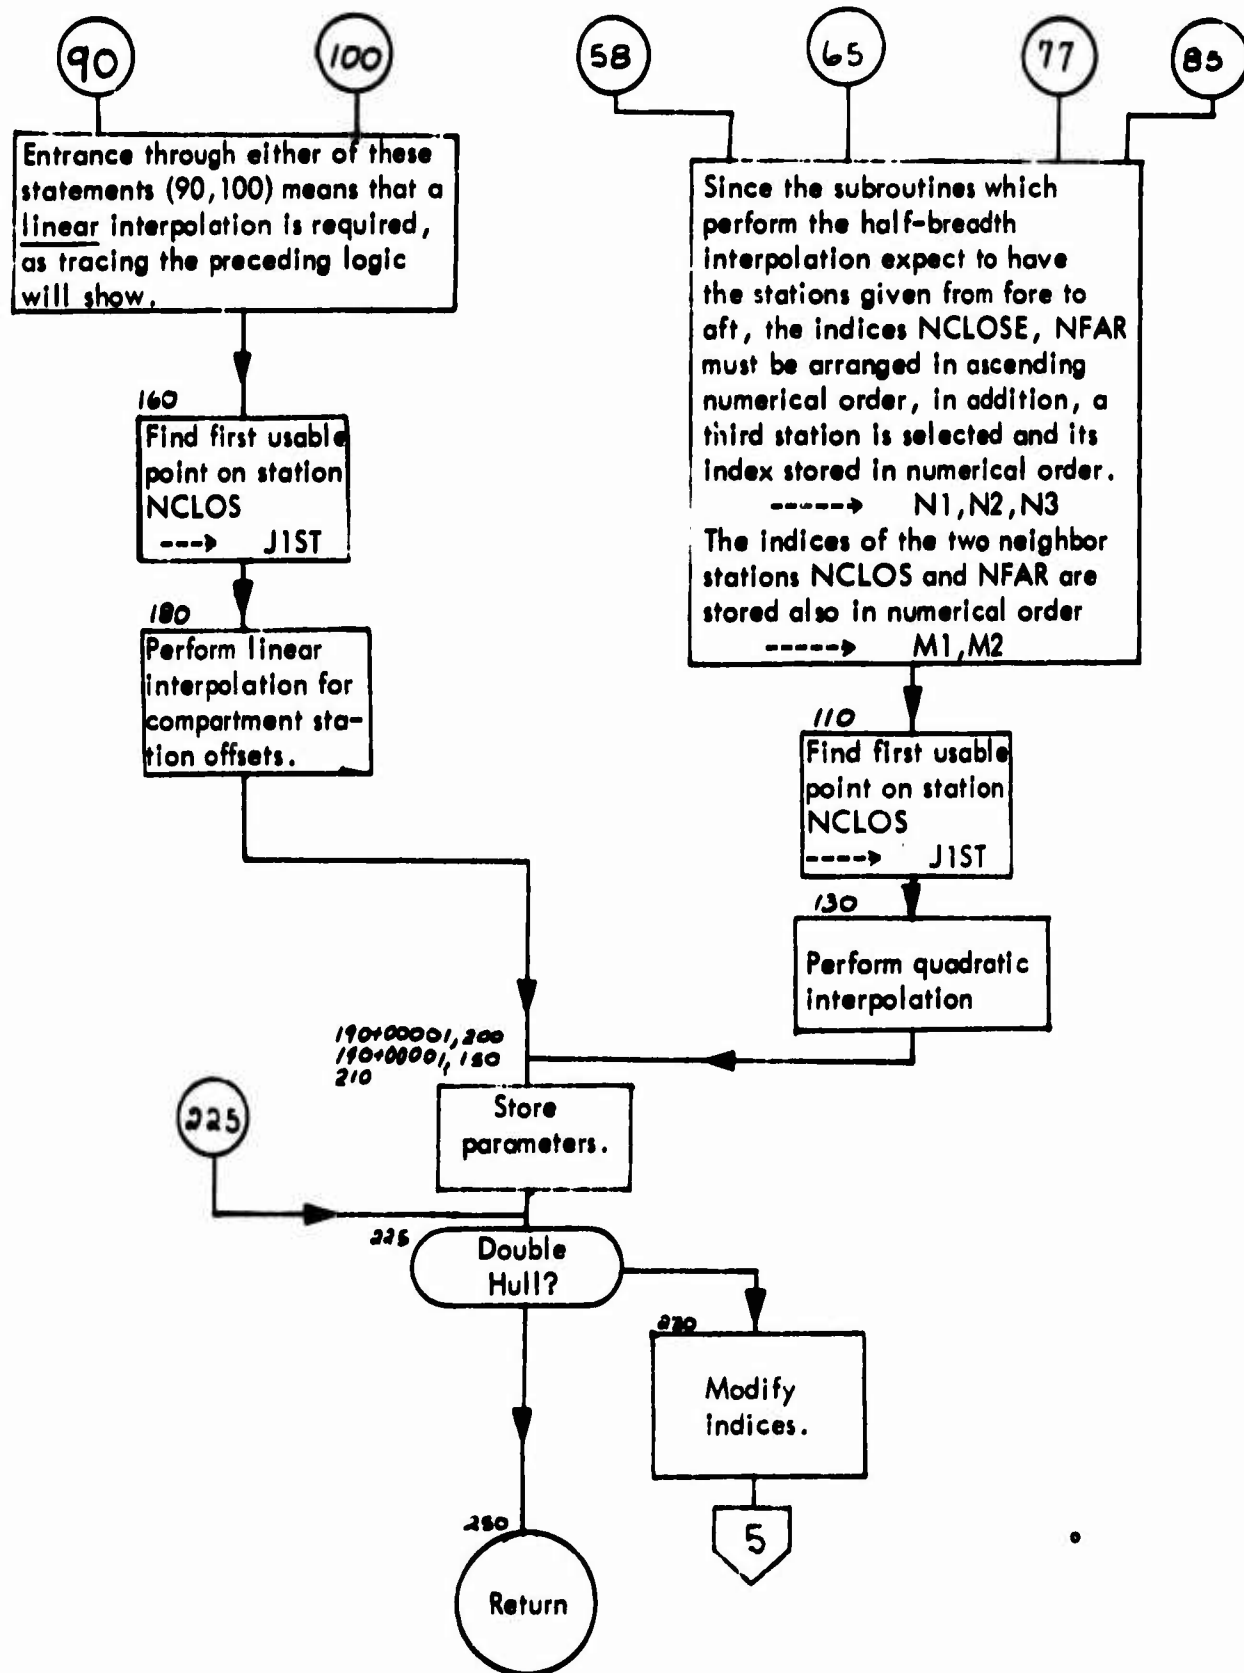 90
100
58
65
77
85
Entrance through either of these
statements (90,100) means that a
linear interpolation is required,
as tracing the preceding logic
will show.
Since the subroutines which
perform the half-breadth
interpolation expect to have
the stations given from fore to
aft, the indices NCLOSE, NFAR
must be arranged in ascending
numerical order, in addition, a
third station is selected and its
index stored in numerical order.
-----→ N1,N2,N3
The indices of the two neighbor
stations NCLOS and NFAR are
stored also in numerical order
-----→ M1,M2
160
Find first usable
point on station
NCLOS
---→ J1ST
180
Perform linear
interpolation for
compartment sta-
tion offsets.
110
Find first usable
point on station
NCLOS
----→ J1ST
130
Perform quadratic
interpolation
190+00001,200
190+00001,150
210
Store
parameters.
225
225
Double
Hull?
Modify
indices.
5
250
Return